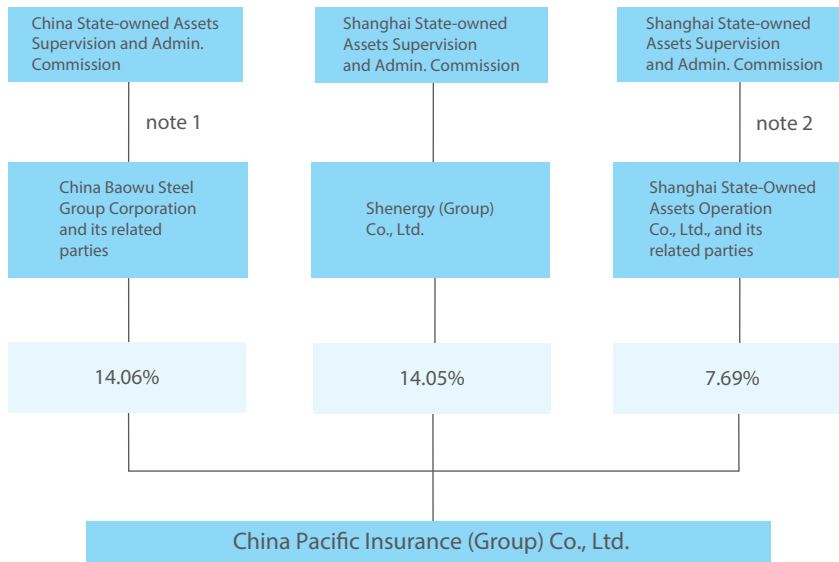 China State-owned Assets
Supervision and Admin.
Commission
Shanghai State-owned
Assets Supervision
and Admin. Commission
Shanghai State-owned
Assets Supervision
and Admin. Commission
note 1
note 2
China Baowu Steel
Group Corporation
and its related
parties
Shenergy (Group)
Co., Ltd.
Shanghai State-Owned
Assets Operation
Co., Ltd., and its
related parties
14.06%
14.05%
7.69%
China Pacific Insurance (Group) Co., Ltd.